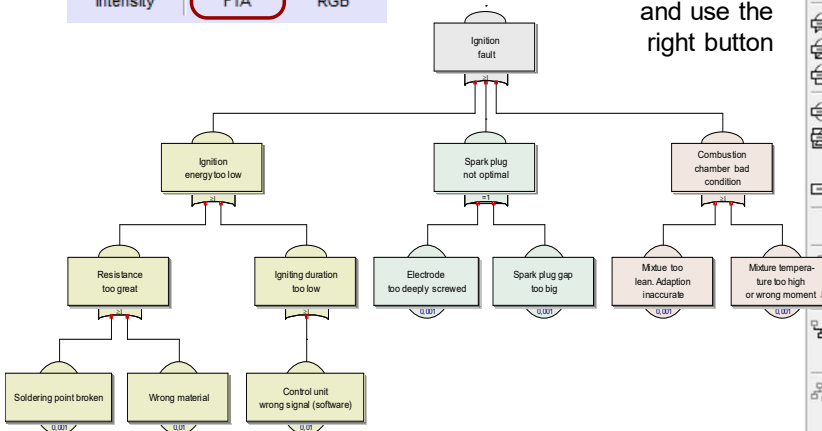 Intensity FTA RGB
and use the
right button
Ignition
fault
≥1
Ignition
energy too low
≥1
Spark plug
not optimal
=1
Combustion
chamber bad
condition
≥1
Resistance
too great
≥1
Igniting duration
too low
≥1
Electrode
too deeply screwed
0,001
Spark plug gap
too big
0,001
Mixtue too
lean. Adaption
inaccurate
0,001
Mixture tempera-
ture too high
or wrong moment
0,001
Soldering point broken
0,001
Wrong material
0,01
Control unit
wrong signal (software)
0,01